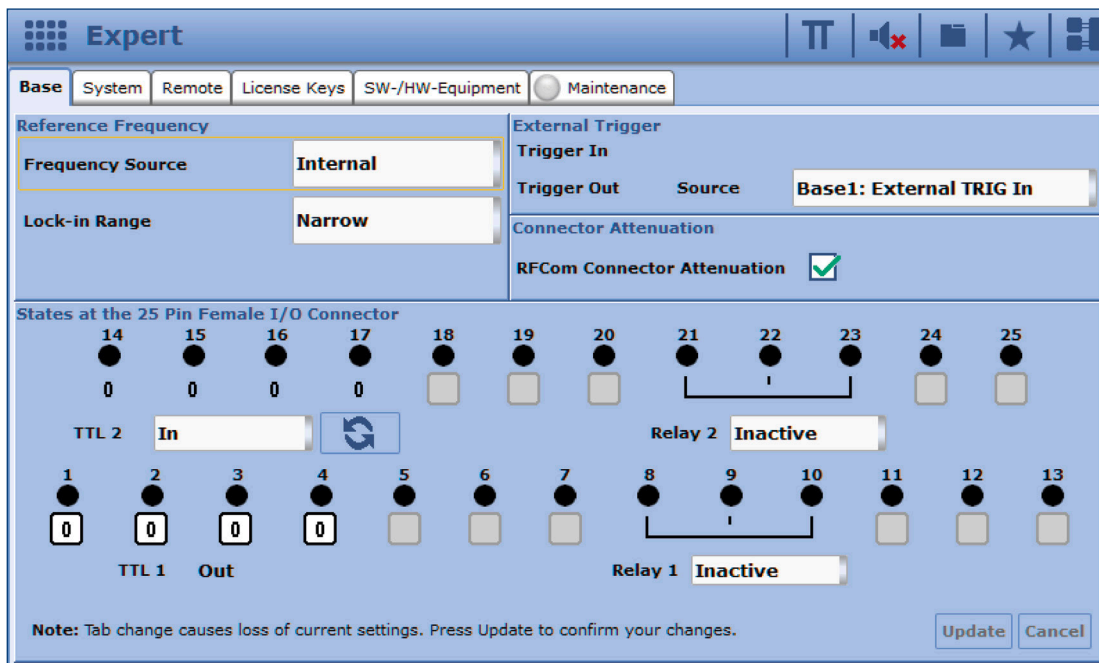 Expert
Base System Remote License Keys SW-/HW-Equipment Maintenance
Reference Frequency
Frequency Source Internal
Lock-in Range Narrow
External Trigger
Trigger In
Trigger Out Source Base1: External TRIG In
Connector Attenuation
RFCom Connector Attenuation
States at the 25 Pin Female I/O Connector
14 15 16 17 18 19 20 21 22 23 24 25
0 0 0 0
TTL 2 In Relay 2 Inactive
1 2 3 4 5 6 7 8 9 10 11 12 13
0 0 0 0
TTL 1 Out Relay 1 Inactive
Note: Tab change causes loss of current settings. Press Update to confirm your changes.
Update Cancel